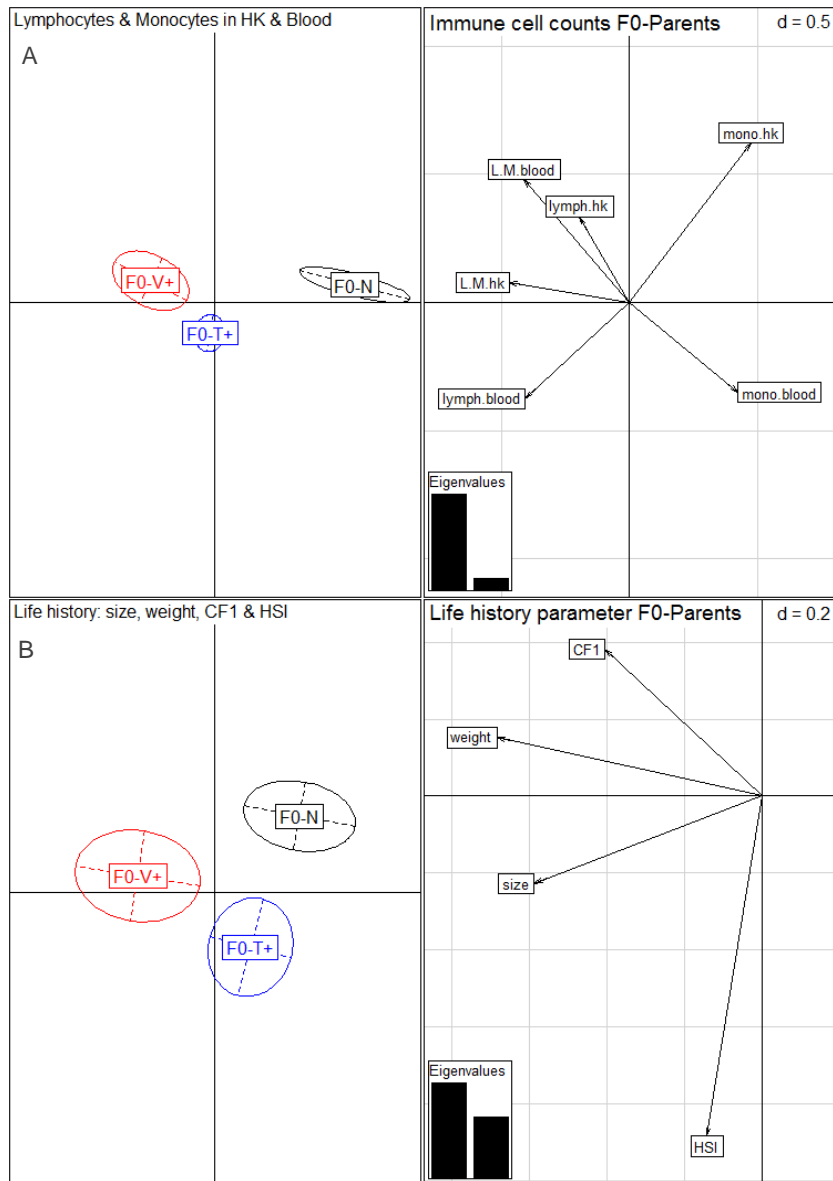 Lymphocytes & Monocytes in HK & Blood
A
F0-V+
F0-N
F0-T+
Immune cell counts F0-Parents
d = 0.5
mono.hk
L.M.blood
lymph.hk
L.M.hk
lymph.blood
mono.blood
Eigenvalues
Life history: size, weight, CF1 & HSI
B
F0-N
F0-V+
F0-T+
Life history parameter F0-Parents
d = 0.2
CF1
weight
size
HSI
Eigenvalues